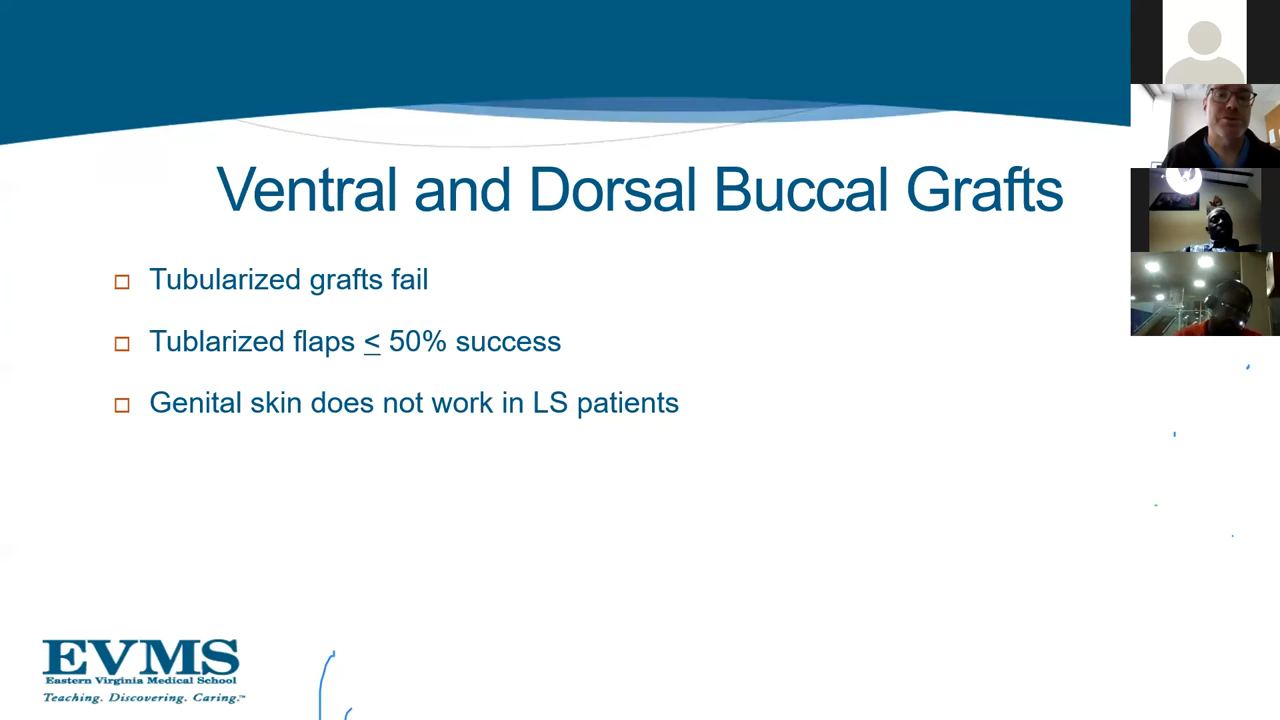 Ventral and Dorsal Buccal Grafts
Tubularized grafts fail
Tublarized flaps ≤ 50% success
Genital skin does not work in LS patients
EVMS
Eastern Virginia Medical School
Teaching. Discovering. Caring.™